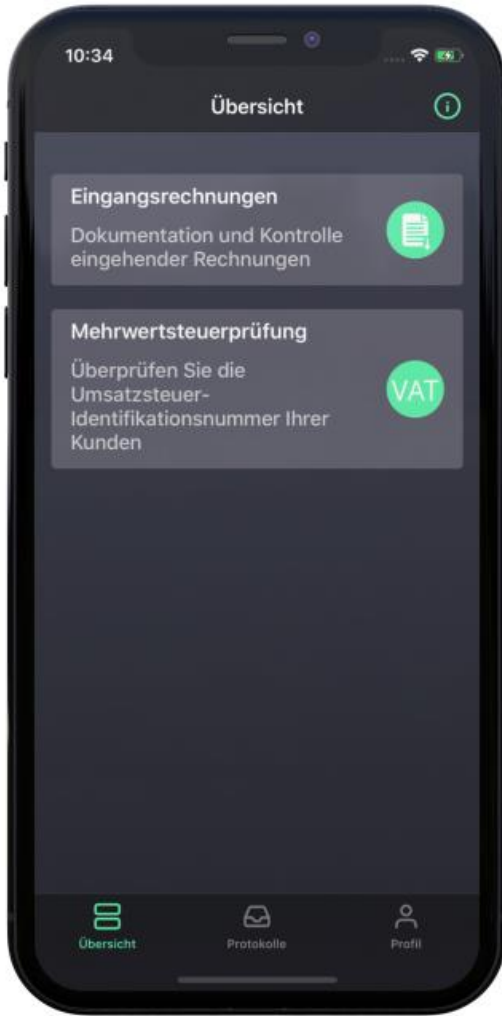 10:34
Übersicht
Eingangsrechnungen
Dokumentation und Kontrolle
eingehender Rechnungen
Mehrwertsteuerprüfung
Überprüfen Sie die
Umsatzsteuer-
Identifikationsnummer Ihrer
Kunden
VAT
Übersicht
Protokolle
Profil